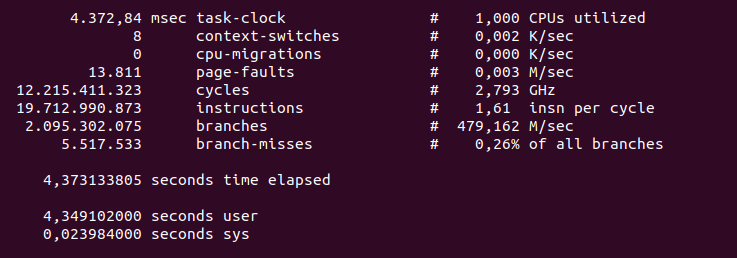 4.372,84 msec task-clock # 1,000 CPUs utilized
8 context-switches # 0,002 K/sec
0 cpu-migrations # 0,000 K/sec
13.811 page-faults # 0,003 M/sec
12.215.411.323 cycles # 2,793 GHz
19.712.990.873 instructions # 1,61 insn per cycle
2.095.302.075 branches # 479,162 M/sec
5.517.533 branch-misses # 0,26% of all branches
4,373133805 seconds time elapsed
4,349102000 seconds user
0,023984000 seconds sys